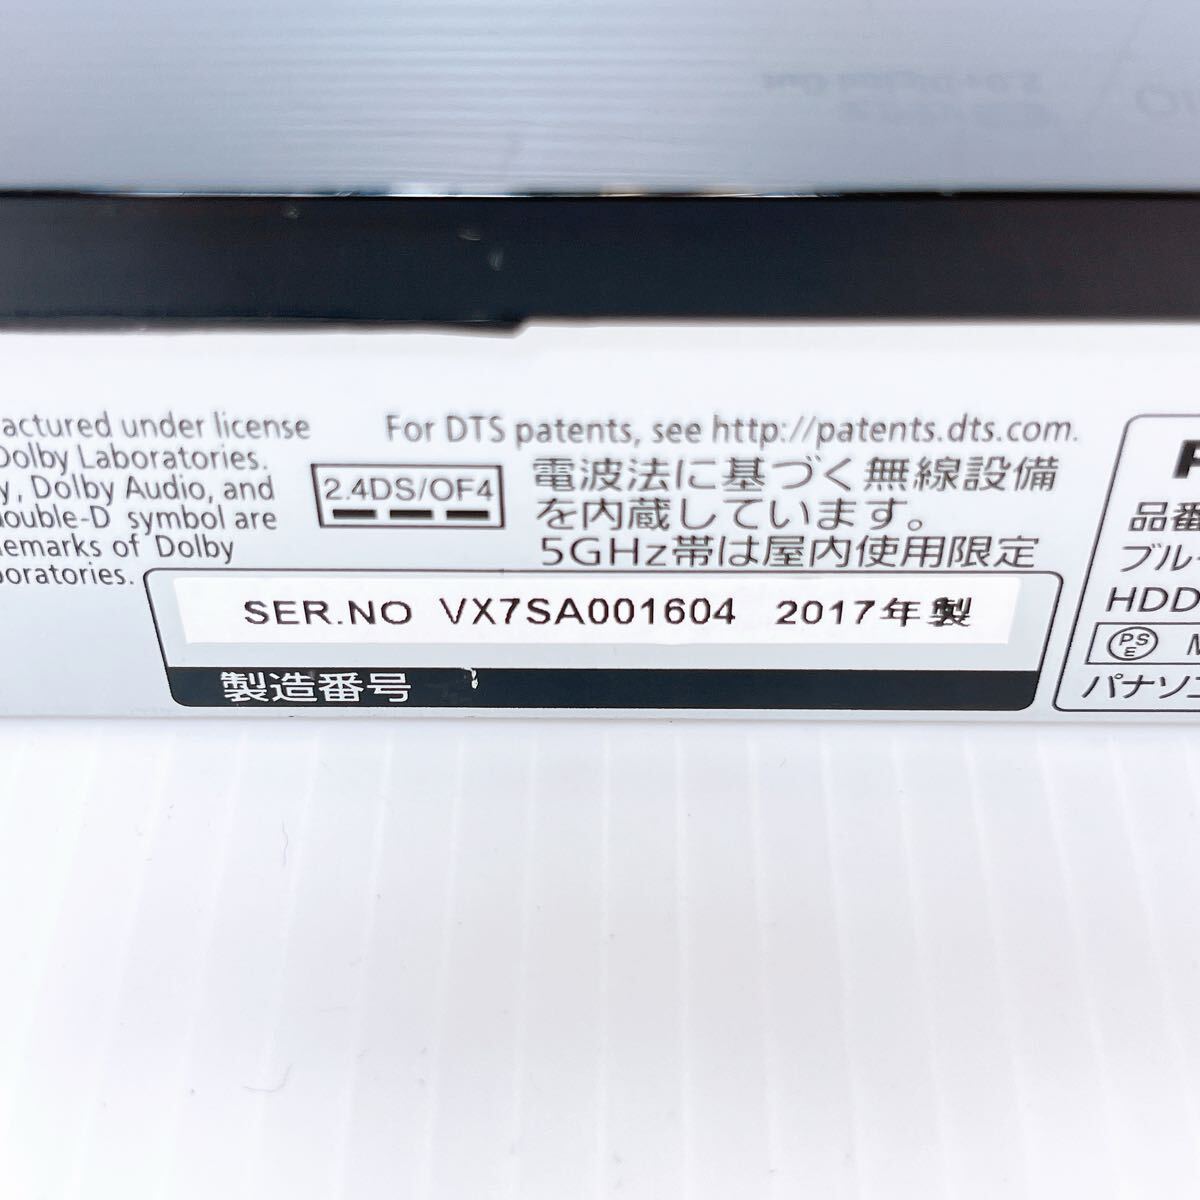 actured under license
Dolby Laboratories.
y, Dolby Audio, and
double-D symbol are
emarks of Dolby
boratories.
2.4DS/OF4
For DTS patents, see http://patents.dts.com.
電波法に基づく無線設備
を内蔵しています。
5GHz帯は屋内使用限定
SER.NO VX7SA001604 2017年製
製造番号
品番
ブルー
HDD
PSE M
パナソニ